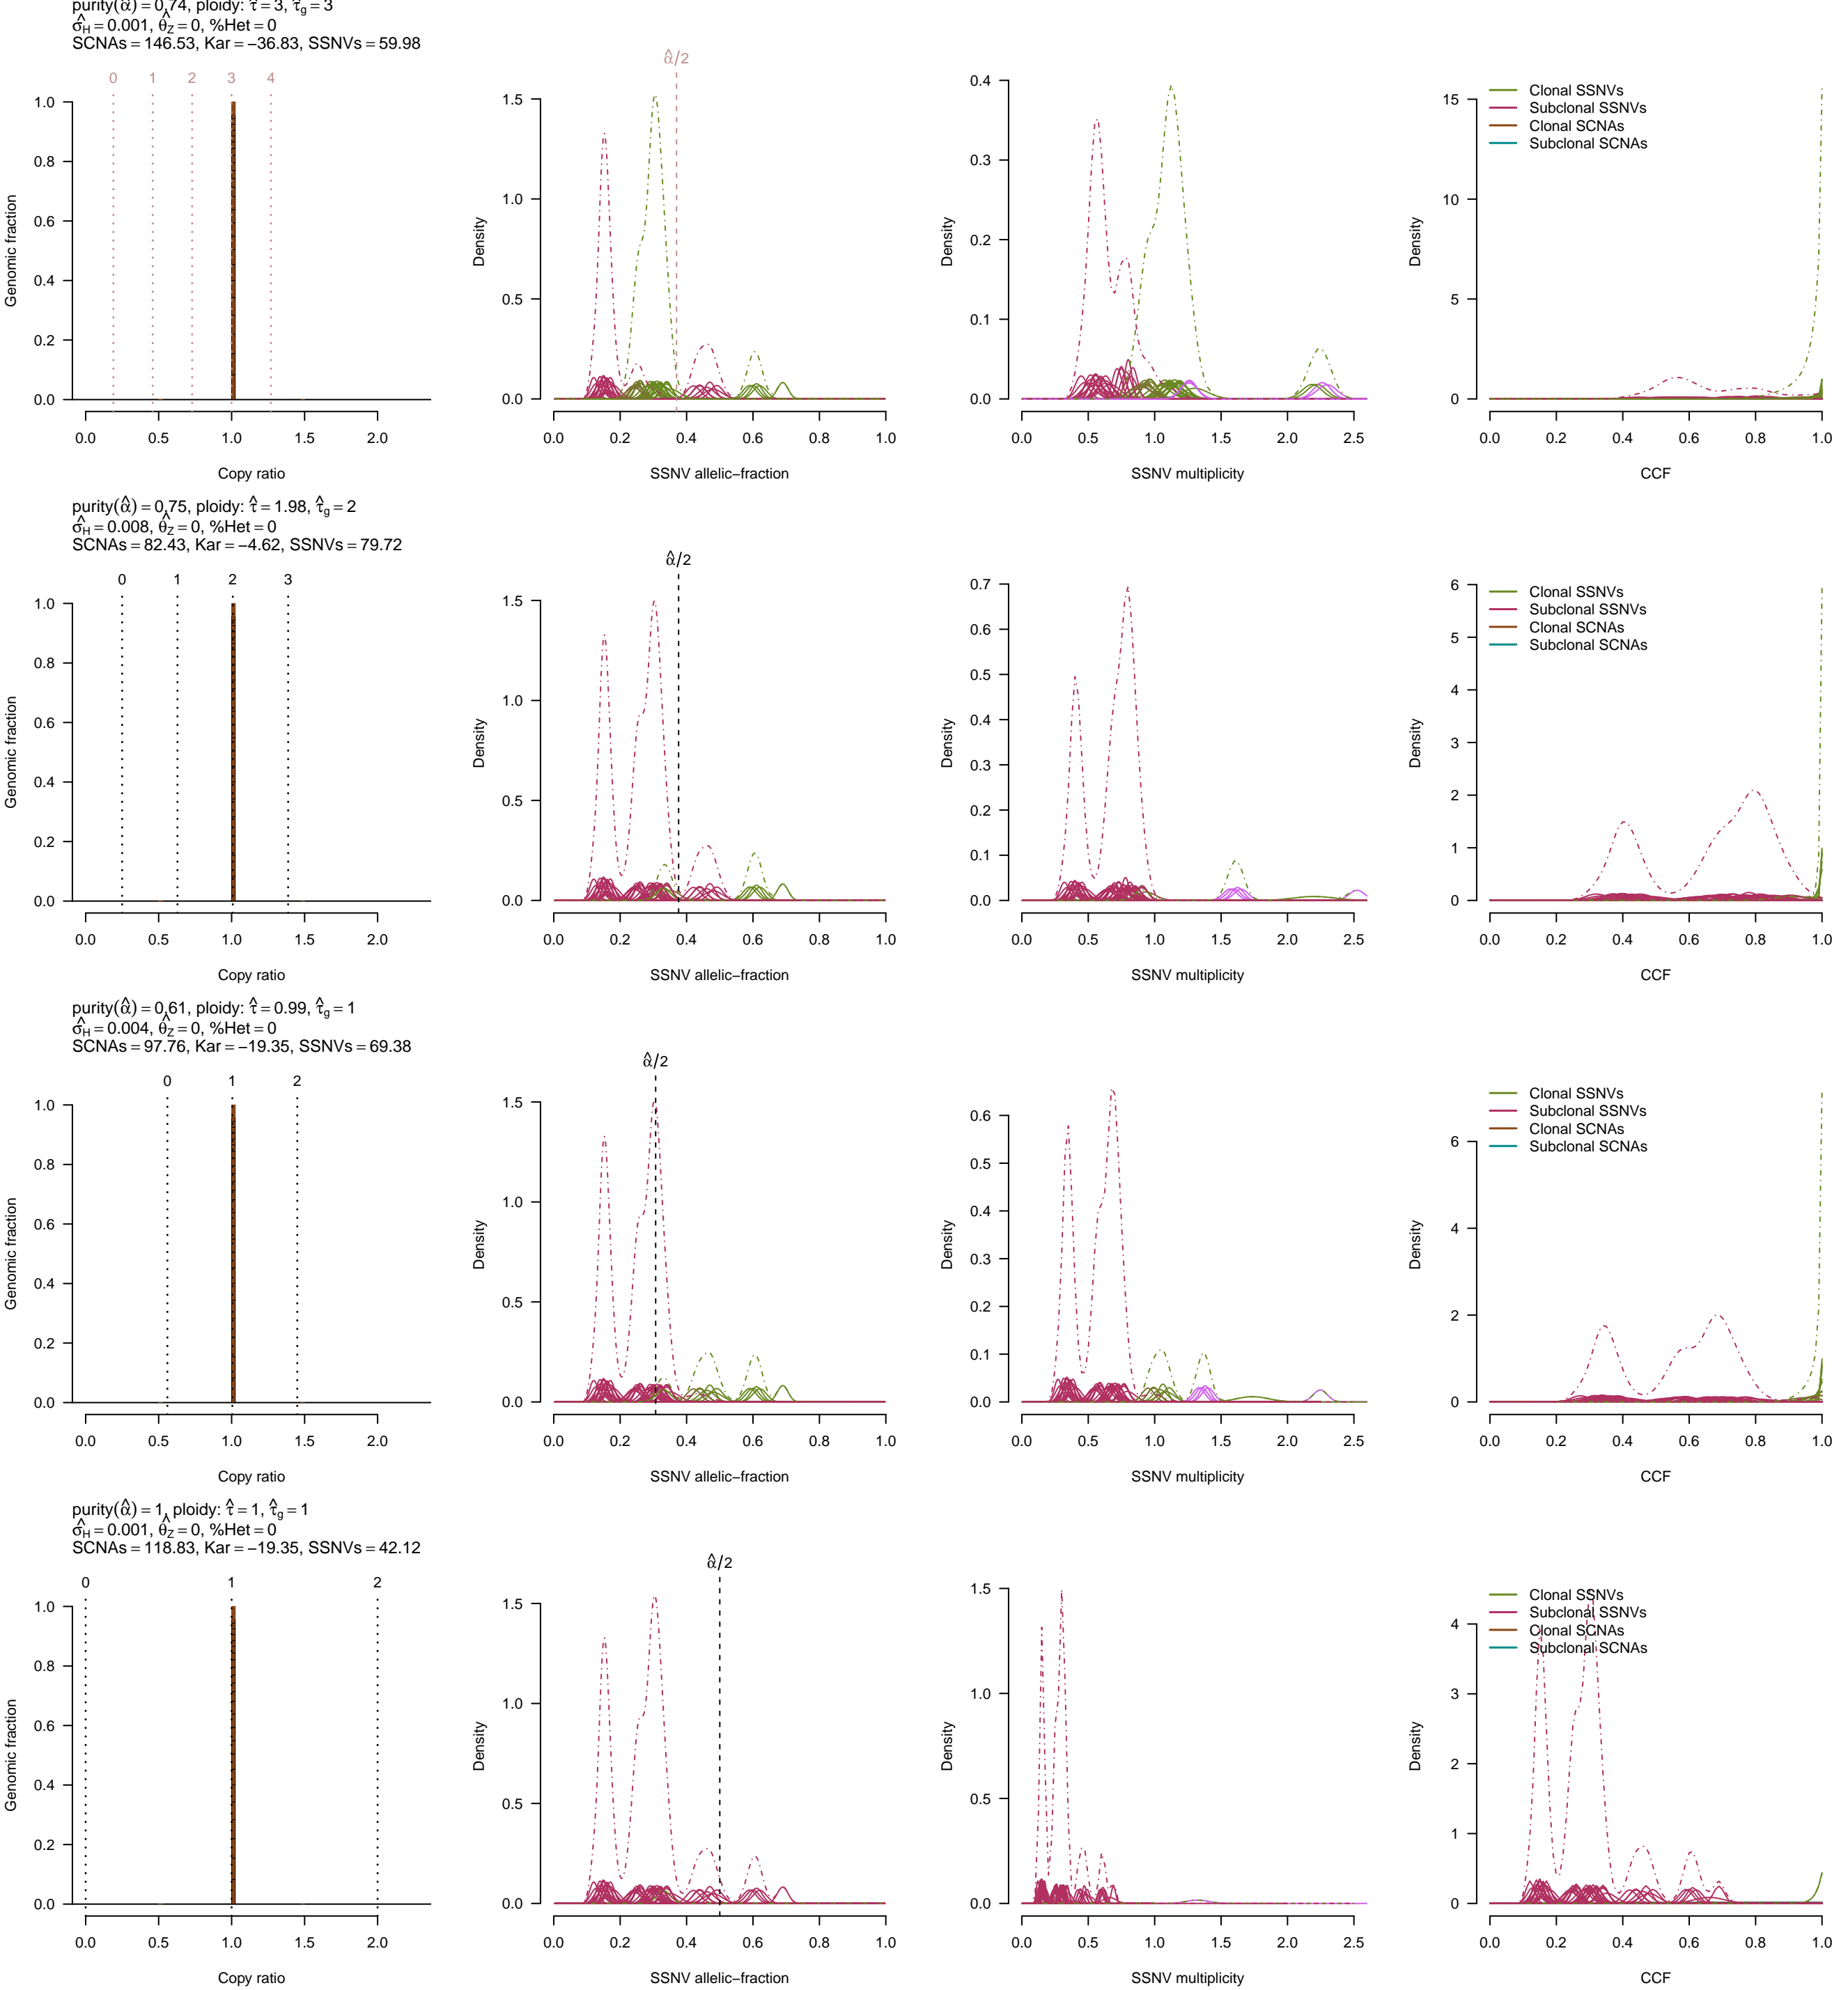 purity(α̂) = 0.74, ploidy: τ̂ = 3, τ̂g = 3
σ̂H = 0.001, θ̂Z = 0, %Het = 0
SCNAs = 146.53, Kar = −36.83, SSNVs = 59.98
0 1 2 3 4
1.0
0.8
0.6
0.4
0.2
0.0
Genomic fraction
0.0 0.5 1.0 1.5 2.0
Copy ratio
α̂/2
1.5
1.0
0.5
0.0
Density
0.0 0.2 0.4 0.6 0.8 1.0
SSNV allelic−fraction
0.4
0.3
0.2
0.1
0.0
Density
0.0 0.5 1.0 1.5 2.0 2.5
SSNV multiplicity
Clonal SSNVs
Subclonal SSNVs
Clonal SCNAs
Subclonal SCNAs
15
10
5
0
Density
0.0 0.2 0.4 0.6 0.8 1.0
CCF
purity(α̂) = 0.75, ploidy: τ̂ = 1.98, τ̂g = 2
σ̂H = 0.008, θ̂Z = 0, %Het = 0
SCNAs = 82.43, Kar = −4.62, SSNVs = 79.72
0 1 2 3
1.0
0.8
0.6
0.4
0.2
0.0
Genomic fraction
0.0 0.5 1.0 1.5 2.0
Copy ratio
α̂/2
1.5
1.0
0.5
0.0
Density
0.0 0.2 0.4 0.6 0.8 1.0
SSNV allelic−fraction
0.7
0.6
0.5
0.4
0.3
0.2
0.1
0.0
Density
0.0 0.5 1.0 1.5 2.0 2.5
SSNV multiplicity
Clonal SSNVs
Subclonal SSNVs
Clonal SCNAs
Subclonal SCNAs
6
5
4
3
2
1
0
Density
0.0 0.2 0.4 0.6 0.8 1.0
CCF
purity(α̂) = 0.61, ploidy: τ̂ = 0.99, τ̂g = 1
σ̂H = 0.004, θ̂Z = 0, %Het = 0
SCNAs = 97.76, Kar = −19.35, SSNVs = 69.38
0 1 2
1.0
0.8
0.6
0.4
0.2
0.0
Genomic fraction
0.0 0.5 1.0 1.5 2.0
Copy ratio
α̂/2
1.5
1.0
0.5
0.0
Density
0.0 0.2 0.4 0.6 0.8 1.0
SSNV allelic−fraction
0.6
0.5
0.4
0.3
0.2
0.1
0.0
Density
0.0 0.5 1.0 1.5 2.0 2.5
SSNV multiplicity
Clonal SSNVs
Subclonal SSNVs
Clonal SCNAs
Subclonal SCNAs
6
4
2
0
Density
0.0 0.2 0.4 0.6 0.8 1.0
CCF
purity(α̂) = 1, ploidy: τ̂ = 1, τ̂g = 1
σ̂H = 0.001, θ̂Z = 0, %Het = 0
SCNAs = 118.83, Kar = −19.35, SSNVs = 42.12
0 1 2
1.0
0.8
0.6
0.4
0.2
0.0
Genomic fraction
0.0 0.5 1.0 1.5 2.0
Copy ratio
α̂/2
1.5
1.0
0.5
0.0
Density
0.0 0.2 0.4 0.6 0.8 1.0
SSNV allelic−fraction
1.5
1.0
0.5
0.0
Density
0.0 0.5 1.0 1.5 2.0 2.5
SSNV multiplicity
Clonal SSNVs
Subclonal SSNVs
Clonal SCNAs
Subclonal SCNAs
4
3
2
1
0
Density
0.0 0.2 0.4 0.6 0.8 1.0
CCF